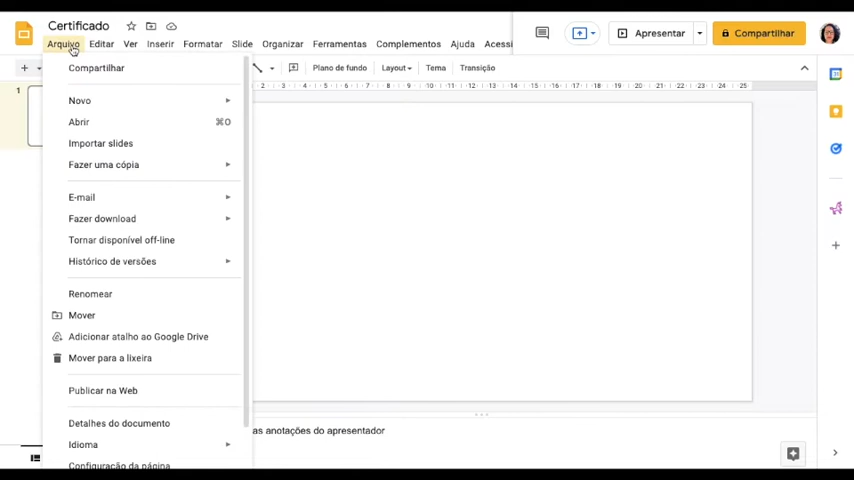 Certificado
Arquivo Editar Ver Inserir Formatar Slide Organizar Ferramentas Complementos Ajuda Acessi
Apresentar
Compartilhar
Compartilhar
Plano de fundo Layout Tema Transição
2 3 4 5 6 7 8 9 10 11 12 13 14 15 16 17 18 19 20 21 22 23 24 25
1
Novo
Abrir ⌘O
Importar slides
Fazer uma cópia
E-mail
Fazer download
Tornar disponível off-line
Histórico de versões
Renomear
Mover
Adicionar atalho ao Google Drive
Mover para a lixeira
Publicar na Web
Detalhes do documento
as anotações do apresentador
Idioma
Configuração da página